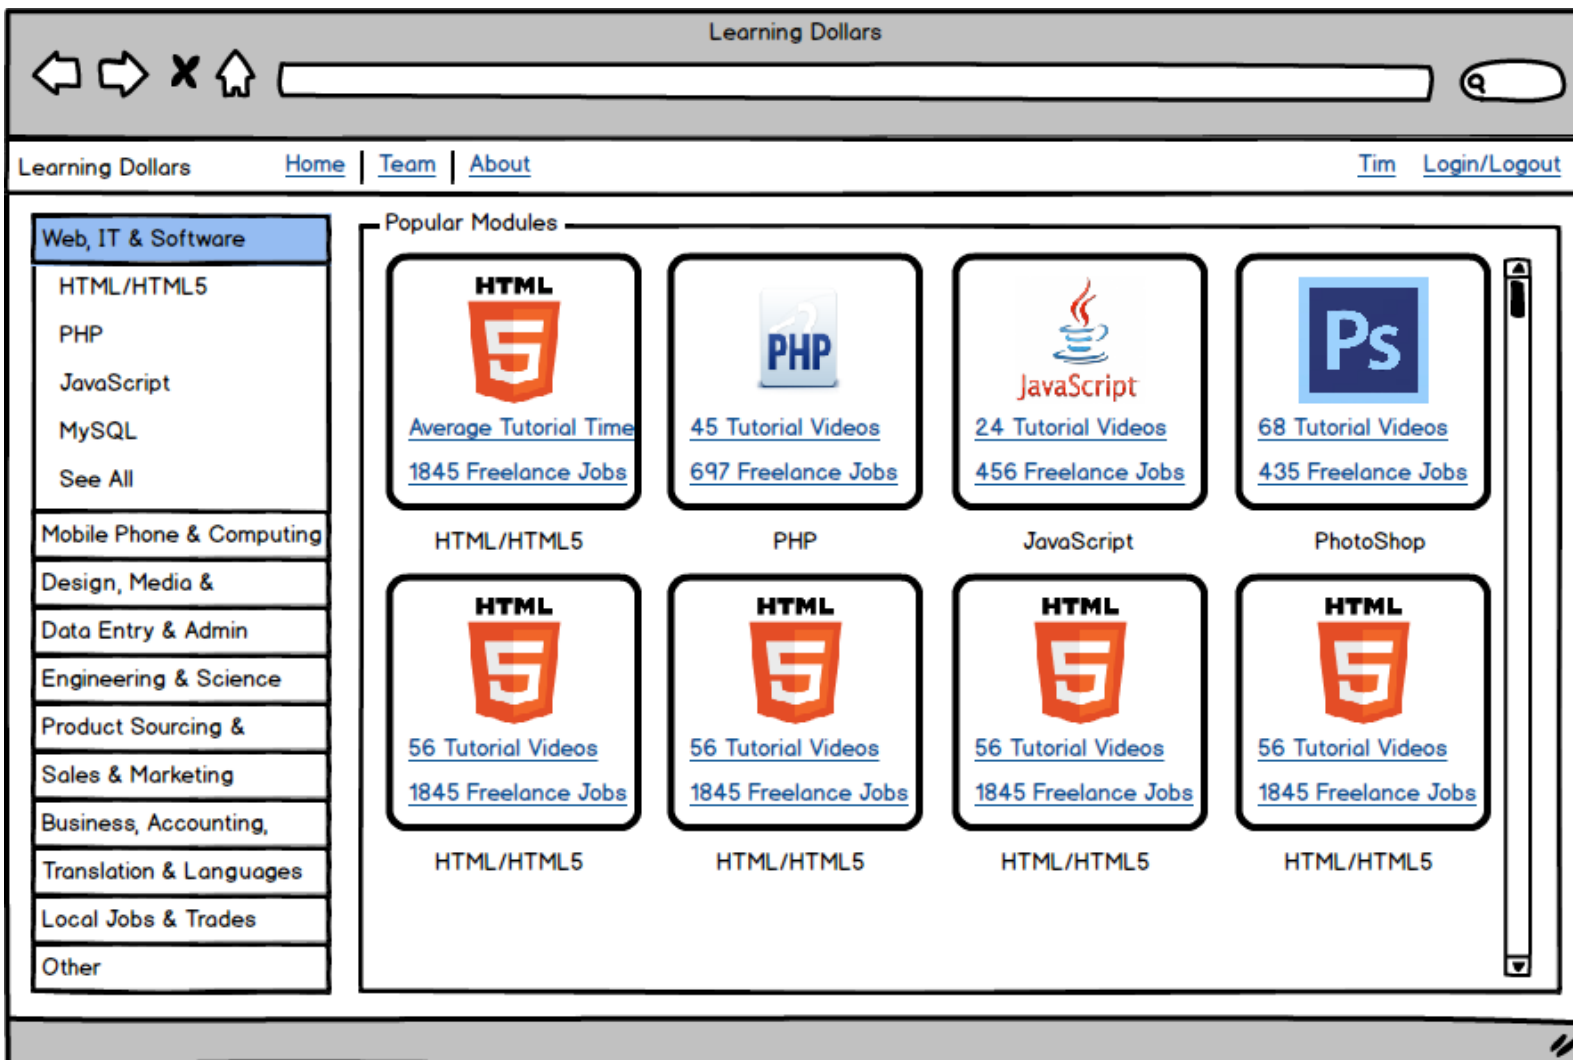 Learning Dollars
Learning Dollars Home Team About Tim Login/Logout
Web, IT & Software
HTML/HTML5
PHP
JavaScript
MySQL
See All
Mobile Phone & Computing
Design, Media &
Data Entry & Admin
Engineering & Science
Product Sourcing &
Sales & Marketing
Business, Accounting,
Translation & Languages
Local Jobs & Trades
Other
Popular Modules
HTML
5
Average Tutorial Time
1845 Freelance Jobs
HTML/HTML5
PHP
45 Tutorial Videos
697 Freelance Jobs
PHP
JavaScript
24 Tutorial Videos
456 Freelance Jobs
JavaScript
Ps
68 Tutorial Videos
435 Freelance Jobs
PhotoShop
HTML
5
56 Tutorial Videos
1845 Freelance Jobs
HTML/HTML5
HTML
5
56 Tutorial Videos
1845 Freelance Jobs
HTML/HTML5
HTML
5
56 Tutorial Videos
1845 Freelance Jobs
HTML/HTML5
HTML
5
56 Tutorial Videos
1845 Freelance Jobs
HTML/HTML5